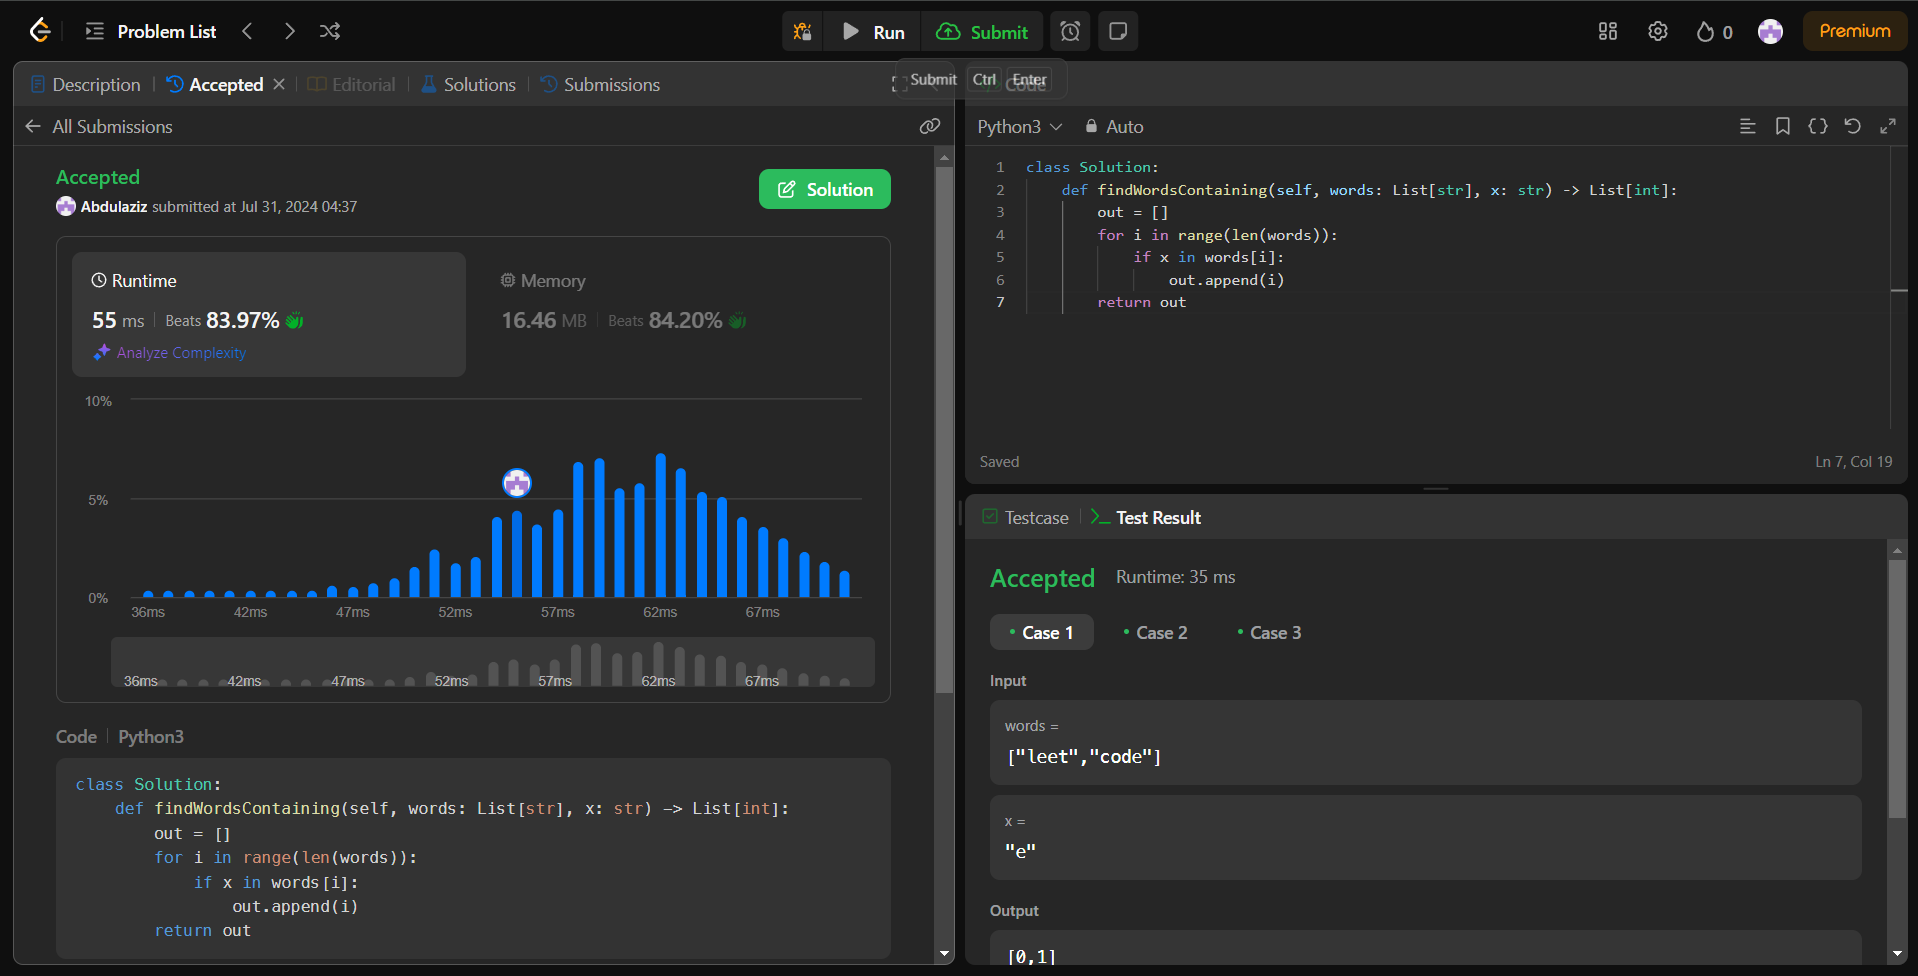 Problem List
Run
Submit
0
Premium
Description
Accepted
Editorial
Solutions
Submissions
Submit Ctrl Enter
Code
All Submissions
Accepted
Solution
Abdulaziz submitted at Jul 31, 2024 04:37
Runtime
55 ms Beats 83.97%
Analyze Complexity
Memory
16.46 MB Beats 84.20%
10%
5%
0%
36ms 42ms 47ms 52ms 57ms 62ms 67ms
36ms 42ms 47ms 52ms 57ms 62ms 67ms
Code Python3
class Solution:
    def findWordsContaining(self, words: List[str], x: str) -> List[int]:
        out = []
        for i in range(len(words)):
            if x in words[i]:
                out.append(i)
        return out
Python3 Auto
1 class Solution:
2     def findWordsContaining(self, words: List[str], x: str) -> List[int]:
3         out = []
4         for i in range(len(words)):
5             if x in words[i]:
6                 out.append(i)
7         return out
Saved
Ln 7, Col 19
Testcase
Test Result
Accepted Runtime: 35 ms
Case 1 Case 2 Case 3
Input
words =
["leet","code"]
x =
"e"
Output
[0,1]